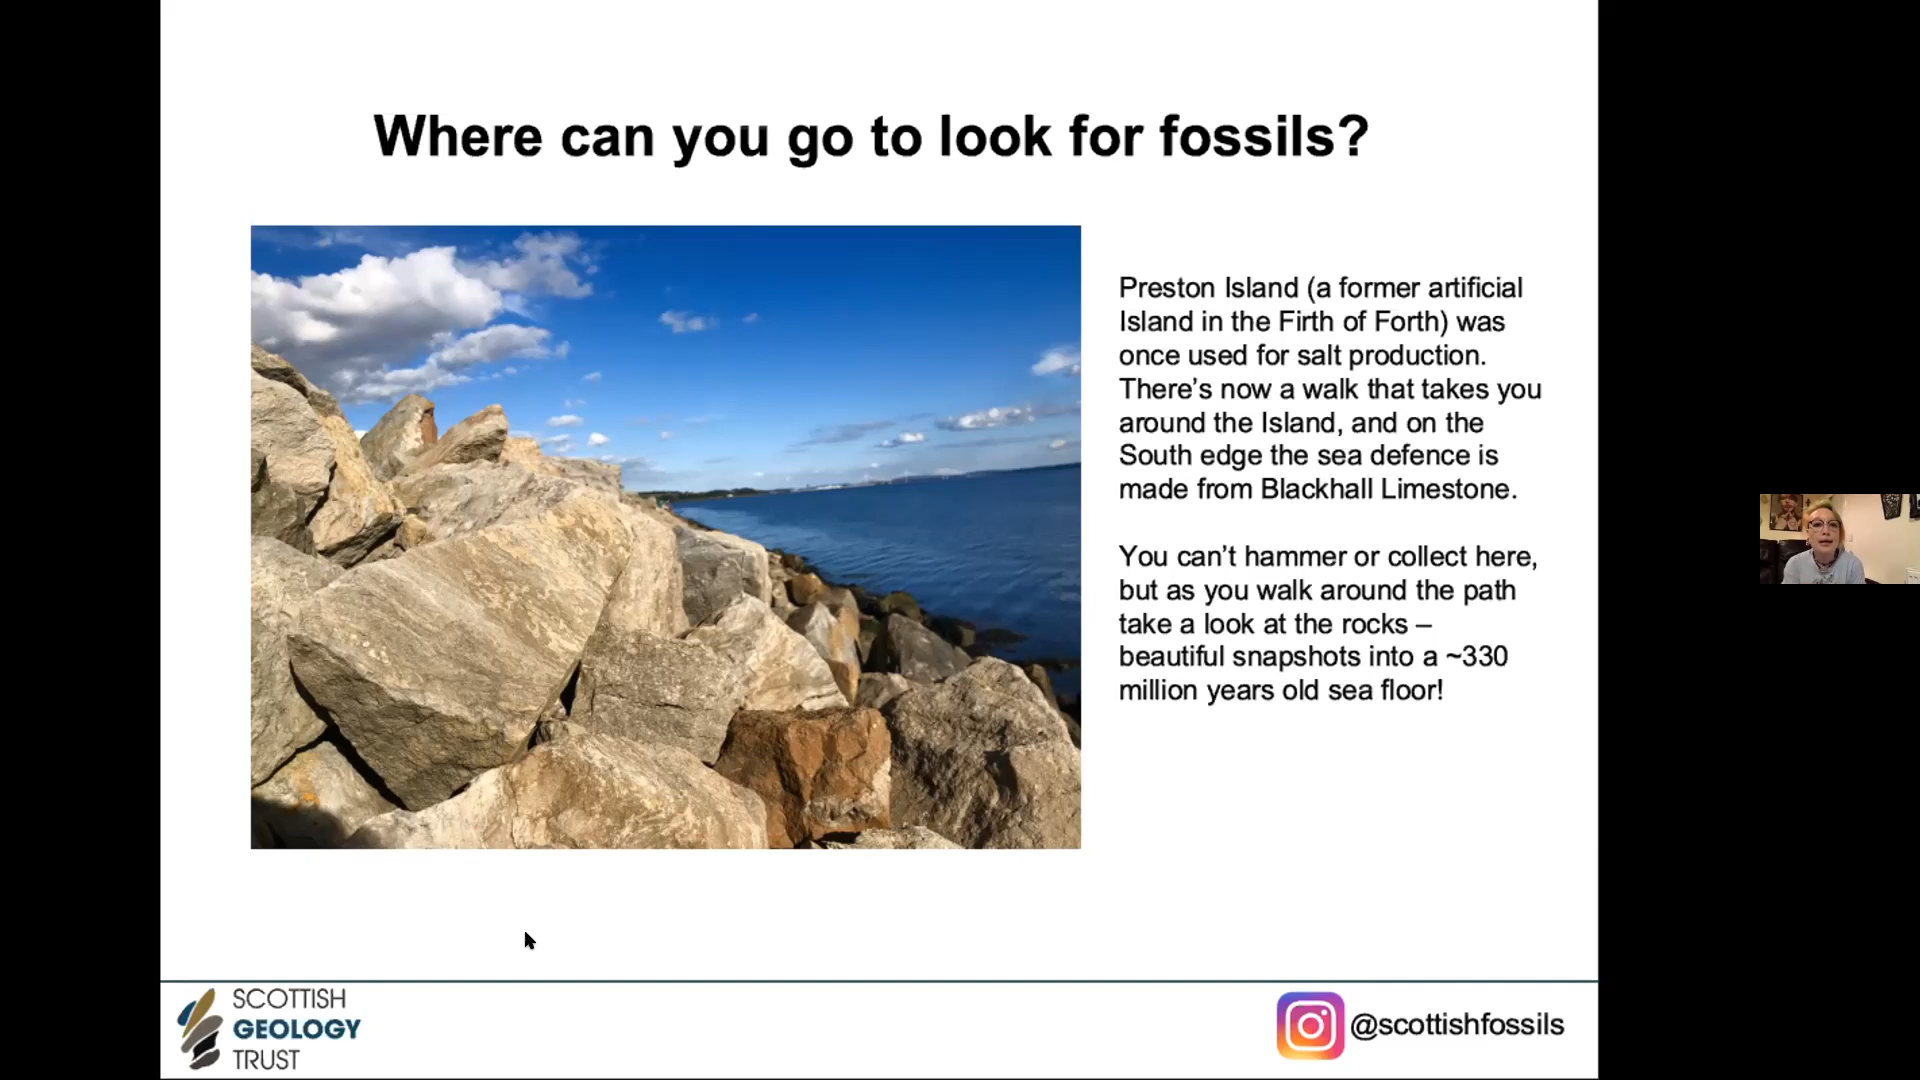 Where can you go to look for fossils?
Preston Island (a former artificial
Island in the Firth of Forth) was
once used for salt production.
There’s now a walk that takes you
around the Island, and on the
South edge the sea defence is
made from Blackhall Limestone.
You can’t hammer or collect here,
but as you walk around the path
take a look at the rocks –
beautiful snapshots into a ~330
million years old sea floor!
SCOTTISH
GEOLOGY
TRUST
@scottishfossils